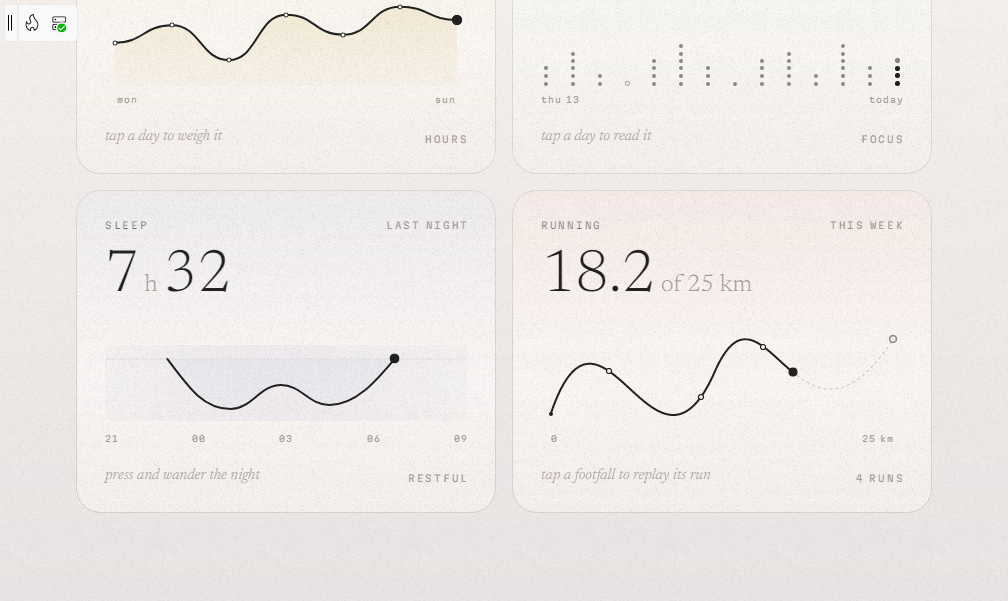 mon sun
tap a day to weigh it HOURS
thu 13 today
tap a day to read it FOCUS
SLEEP LAST NIGHT
7 h 32
21 00 03 06 09
press and wander the night RESTFUL
RUNNING THIS WEEK
18.2 of 25 km
0 25 km
tap a footfall to replay its run 4 RUNS